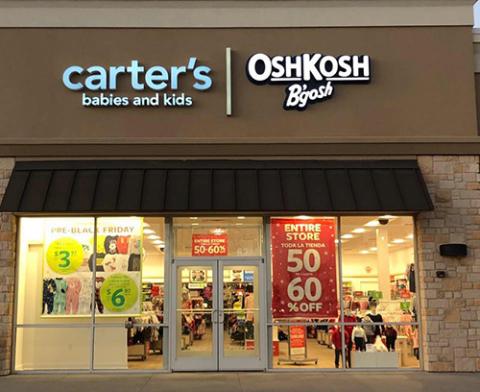 carter's
babies and kids
OSHKOSH
B'gosh
PRE-BLACK FRIDAY
$3
$6
ENTIRE STORE
50-60%
ENTIRE
STORE
TODA LA TIENDA
50
60
%OFF